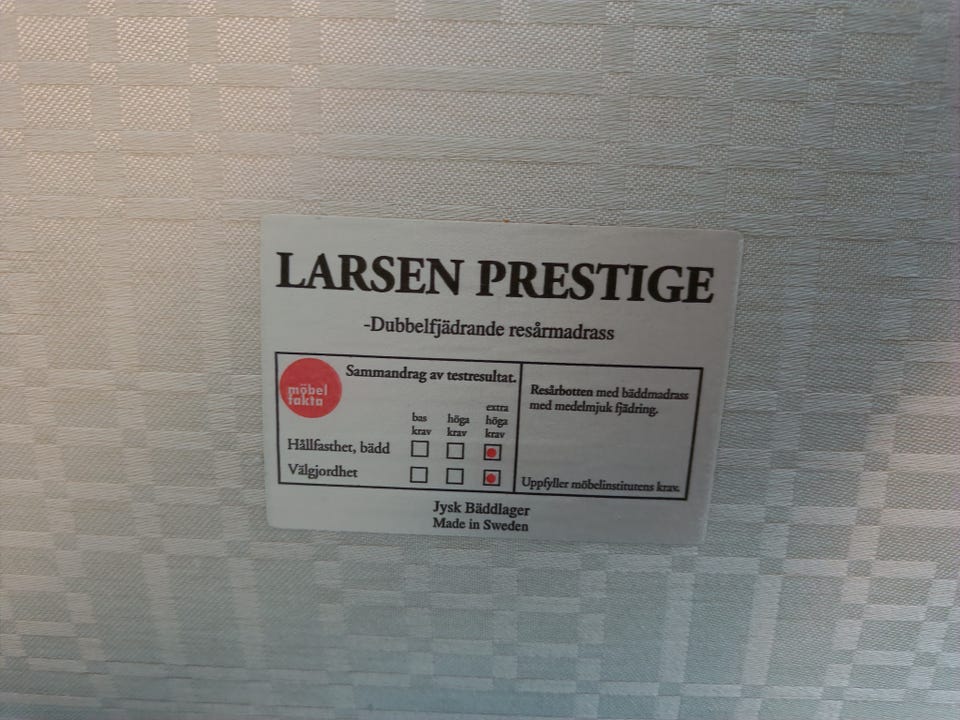 LARSEN PRESTIGE
-Dubbelfjädrande resårmadrass
möbel
fakta
Sammandrag av testresultat.
bas
krav
höga
krav
extra
höga
krav
Hållfasthet, bädd
Välgjordhet
Resårbotten med bäddmadrass
med medelmjuk fjädring.
Uppfyller möbelinstitutens krav.
Jysk Bäddlager
Made in Sweden